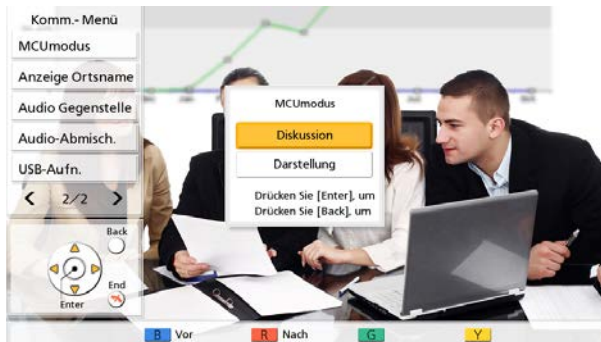 Komm.- Menü
MCUmodus
Anzeige Ortsname
Audio Gegenstelle
Audio-Abmisch.
USB-Aufn.
2/2
Back
End
Enter
MCUmodus
Diskussion
Darstellung
Drücken Sie [Enter], um
Drücken Sie [Back], um
B Vor
R Nach
G
Y